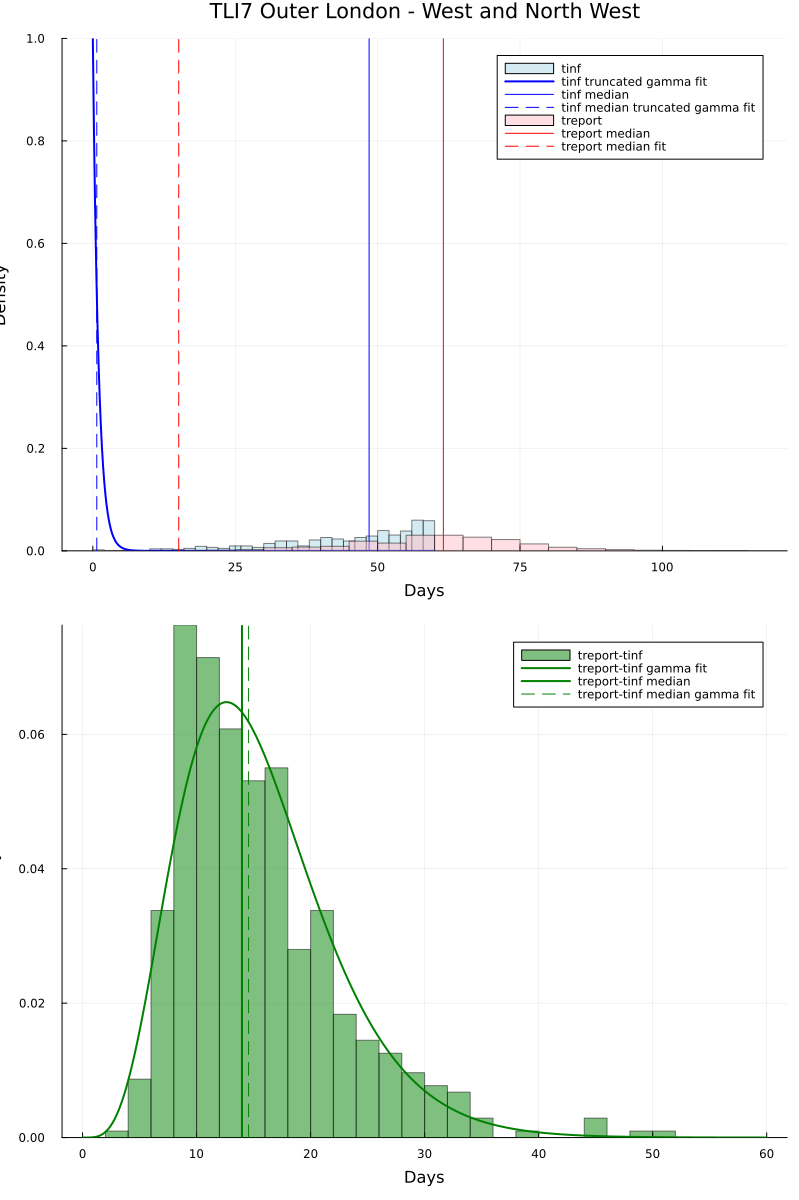 TLI7 Outer London - West and North West
1.0
0.8
0.6
0.4
0.2
0.0
Density
tinf
tinf truncated gamma fit
tinf median
tinf median truncated gamma fit
treport
treport median
treport median fit
0 25 50 75 100
Days
0.06
0.04
0.02
0.00
treport-tinf
treport-tinf gamma fit
treport-tinf median
treport-tinf median gamma fit
0 10 20 30 40 50 60
Days